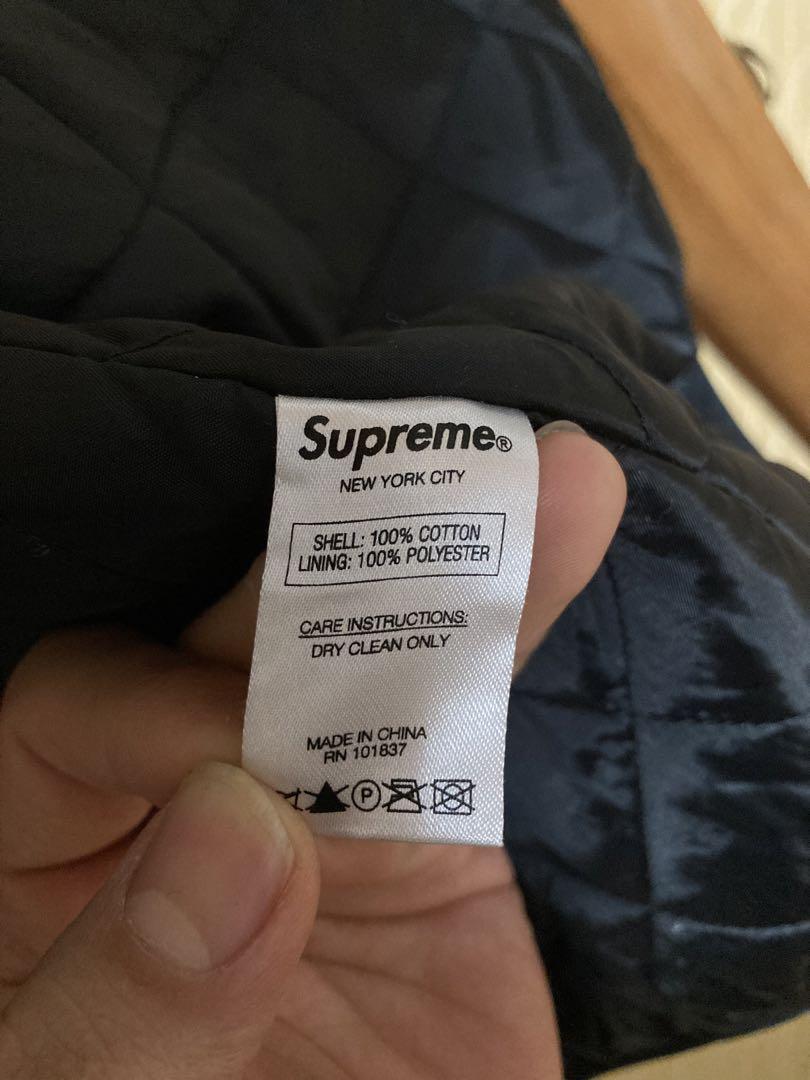 Supreme®
NEW YORK CITY
SHELL: 100% COTTON
LINING: 100% POLYESTER
CARE INSTRUCTIONS:
DRY CLEAN ONLY
MADE IN CHINA
RN 101837
P